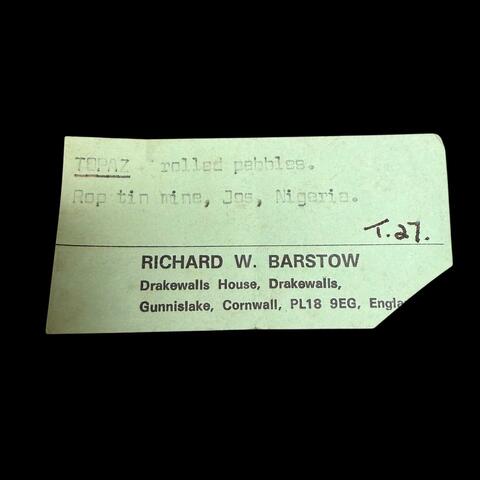 TOPAZ rolled pebbles.
Rop tin mine, Jos, Nigeria.
T.27.
RICHARD W. BARSTOW
Drakewalls House, Drakewalls,
Gunnislake, Cornwall, PL18 9EG, Engla